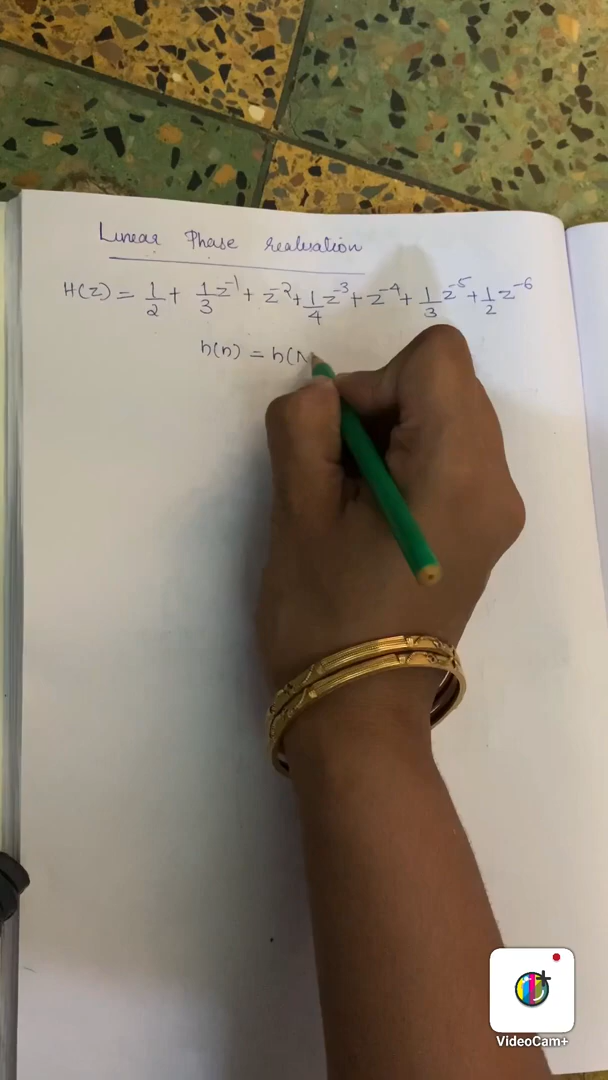 Linear Phase realisation
H(z) = 1/2 + 1/3 z^-1 + z^-2 + 1/4 z^-3 + z^-4 + 1/3 z^-5 + 1/2 z^-6
h(n) = h(N
VideoCam+